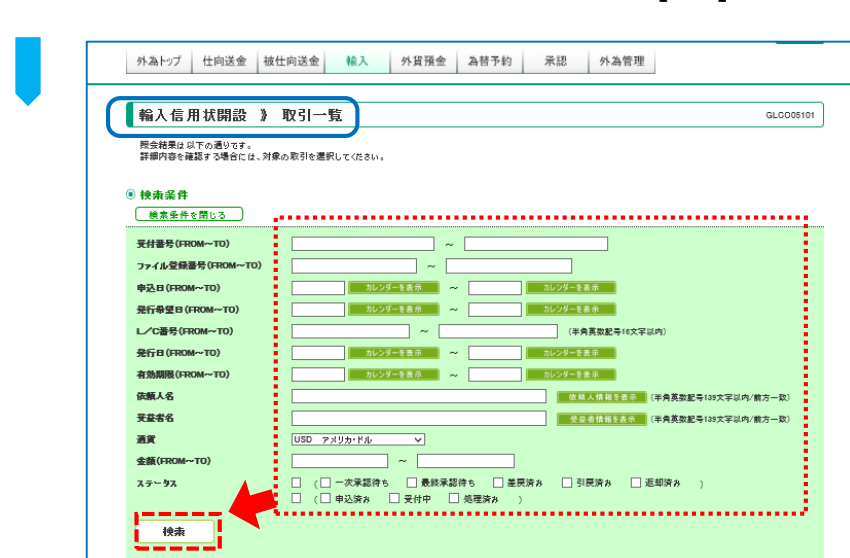 外為トップ 仕向送金 被仕向送金 輸入 外貨預金 為替予約 承認 外為管理
輸入信用状開設 》 取引一覧 GLCO05101
照会結果は以下の通りです。
詳細内容を確認する場合には、対象の取引を選択してください。
検索条件
検索条件を閉じる
受付番号(FROM～TO) ～
ファイル登録番号(FROM～TO) ～
申込日(FROM～TO) カレンダーを表示 ～ カレンダーを表示
発行希望日(FROM～TO) カレンダーを表示 ～ カレンダーを表示
L／C番号(FROM～TO) ～ (半角英数記号16文字以内)
発行日(FROM～TO) カレンダーを表示 ～ カレンダーを表示
有効期限(FROM～TO) カレンダーを表示 ～ カレンダーを表示
依頼人名 依頼人情報を表示 (半角英数記号139文字以内/前方一致)
受益者名 受益者情報を表示 (半角英数記号139文字以内/前方一致)
通貨 USD アメリカ・ドル
金額(FROM～TO) ～
ステータス ( 一次承認待ち 最終承認待ち 差戻済み 引戻済み 返却済み )
( 申込済み 受付中 処理済み )
検索